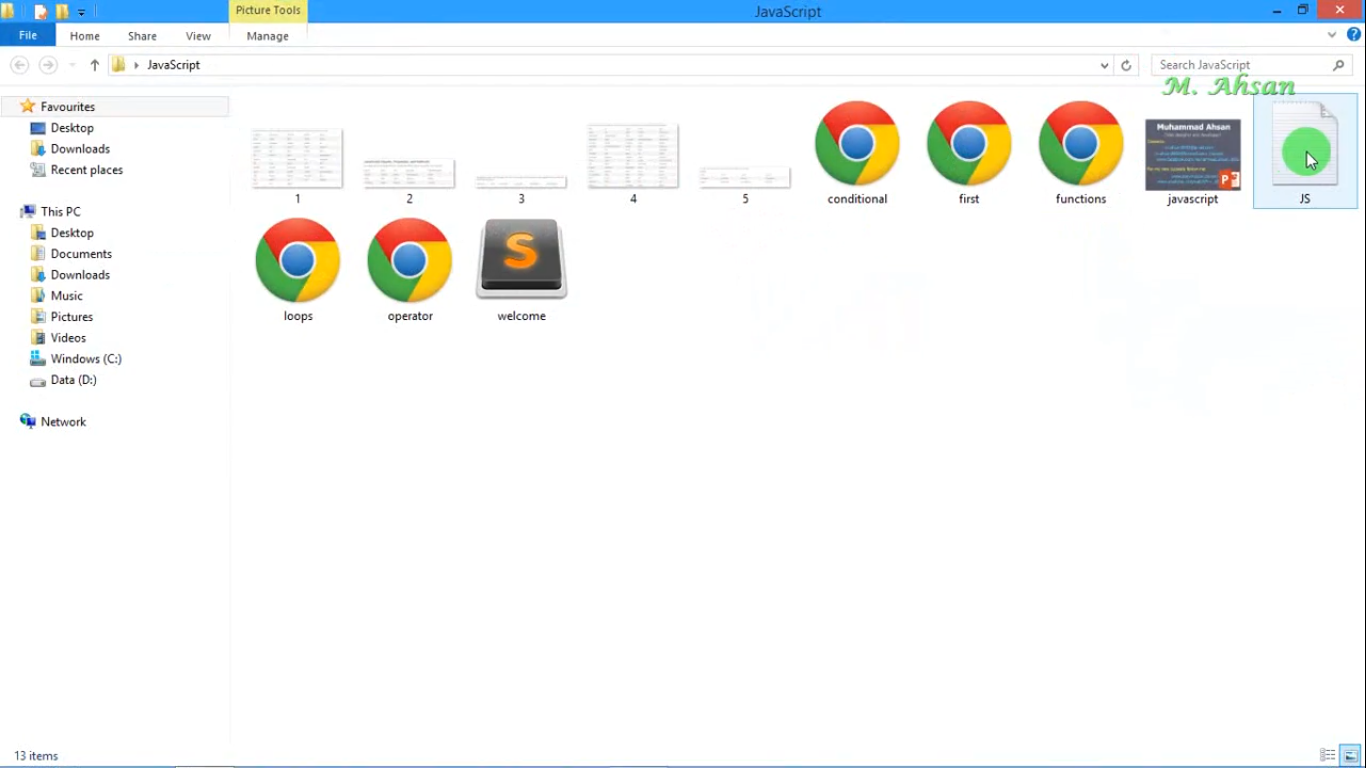 Picture Tools
JavaScript
File
Home
Share
View
Manage
JavaScript
Search JavaScript
M. Ahsan
Favourites
Desktop
Downloads
Recent places
This PC
Desktop
Documents
Downloads
Music
Pictures
Videos
Windows (C:)
Data (D:)
Network
Muhammad Ahsan
1
2
3
4
5
conditional
first
functions
javascript
JS
loops
operator
welcome
13 items